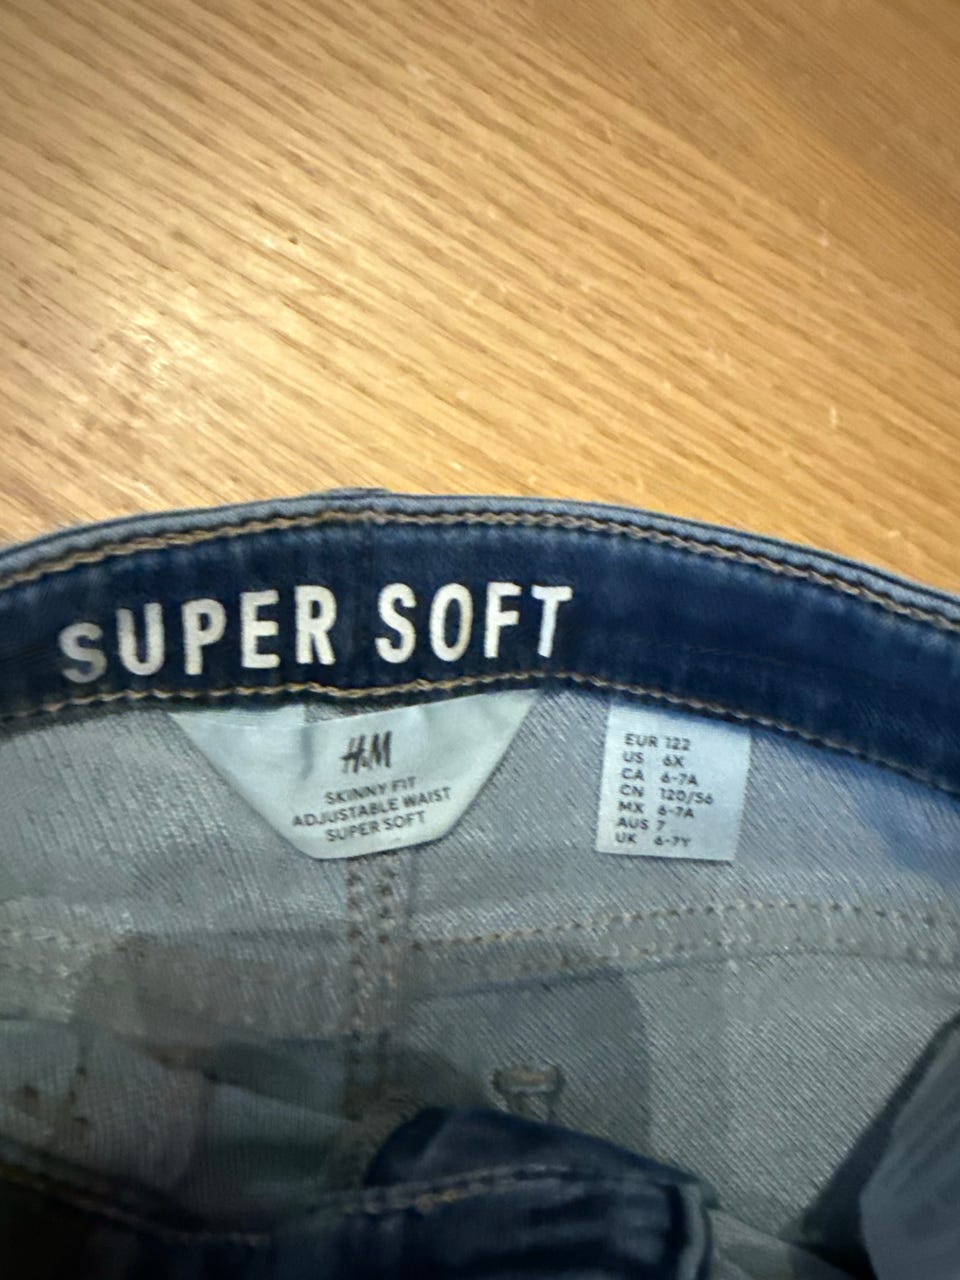 SUPER SOFT
H&M
SKINNY FIT
ADJUSTABLE WAIST
SUPER SOFT
EUR 122
US 6X
CA 6-7A
CN 120/56
MX 6-7A
AUS 7
UK 6-7Y